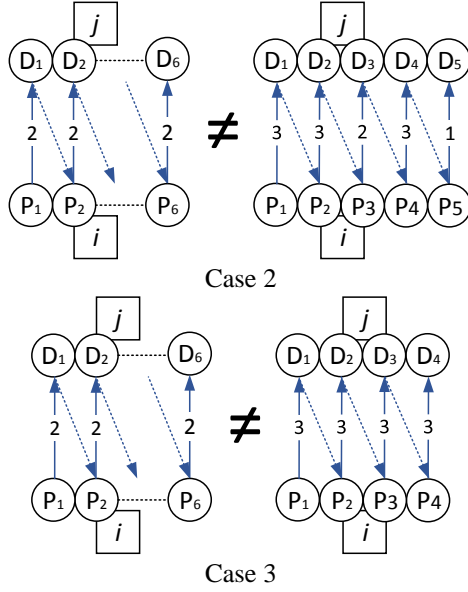 j j
D1 D2 D6 D1 D2 D3 D4 D5
2 2 2 ≠ 3 3 2 3 1
P1 P2 P6 P1 P2 P3 P4 P5
i i
Case 2
j j
D1 D2 D6 D1 D2 D3 D4
2 2 2 ≠ 3 3 3 3
P1 P2 P6 P1 P2 P3 P4
i i
Case 3